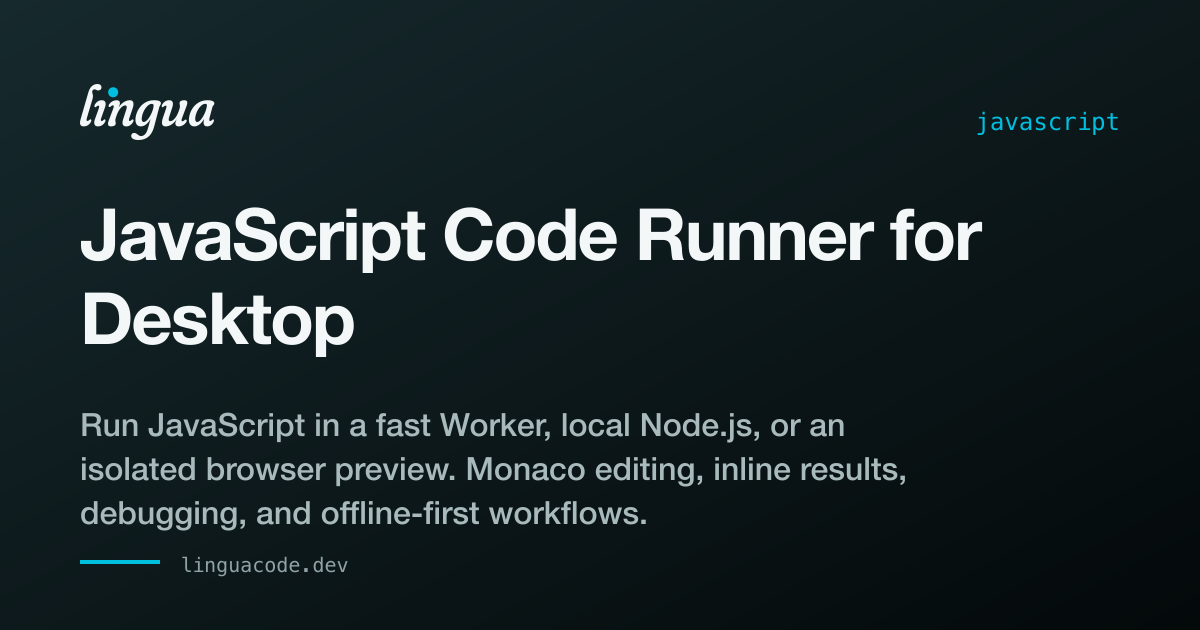 lingua
javascript
JavaScript Code Runner for
Desktop
Run JavaScript in a fast Worker, local Node.js, or an
isolated browser preview. Monaco editing, inline results,
debugging, and offline-first workflows.
linguacode.dev